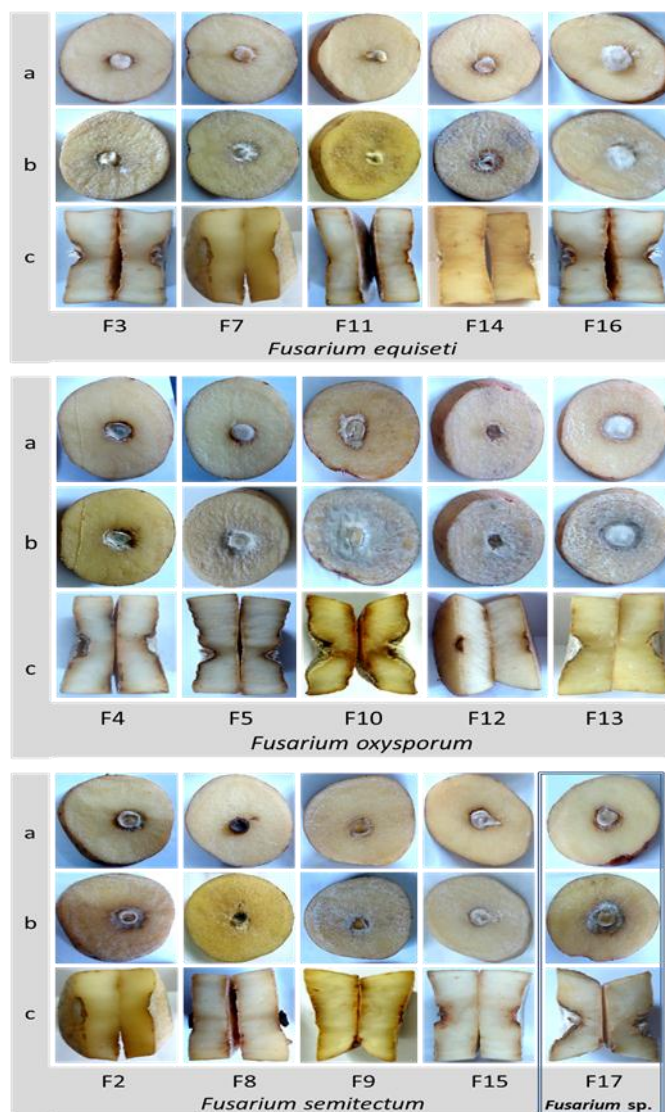 a
b
c
F3 F7 F11 F14 F16
Fusarium equiseti
a
b
c
F4 F5 F10 F12 F13
Fusarium oxysporum
a
b
c
F2 F8 F9 F15 F17
Fusarium semitectum Fusarium sp.